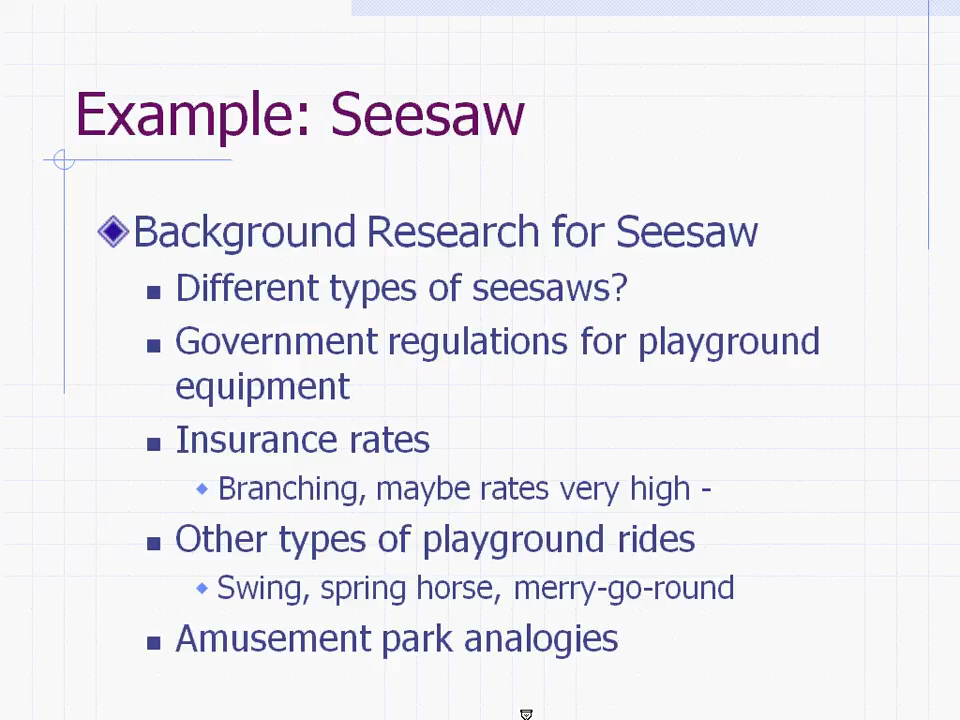 Example: Seesaw
Background Research for Seesaw
Different types of seesaws?
Government regulations for playground
equipment
Insurance rates
Branching, maybe rates very high -
Other types of playground rides
Swing, spring horse, merry-go-round
Amusement park analogies